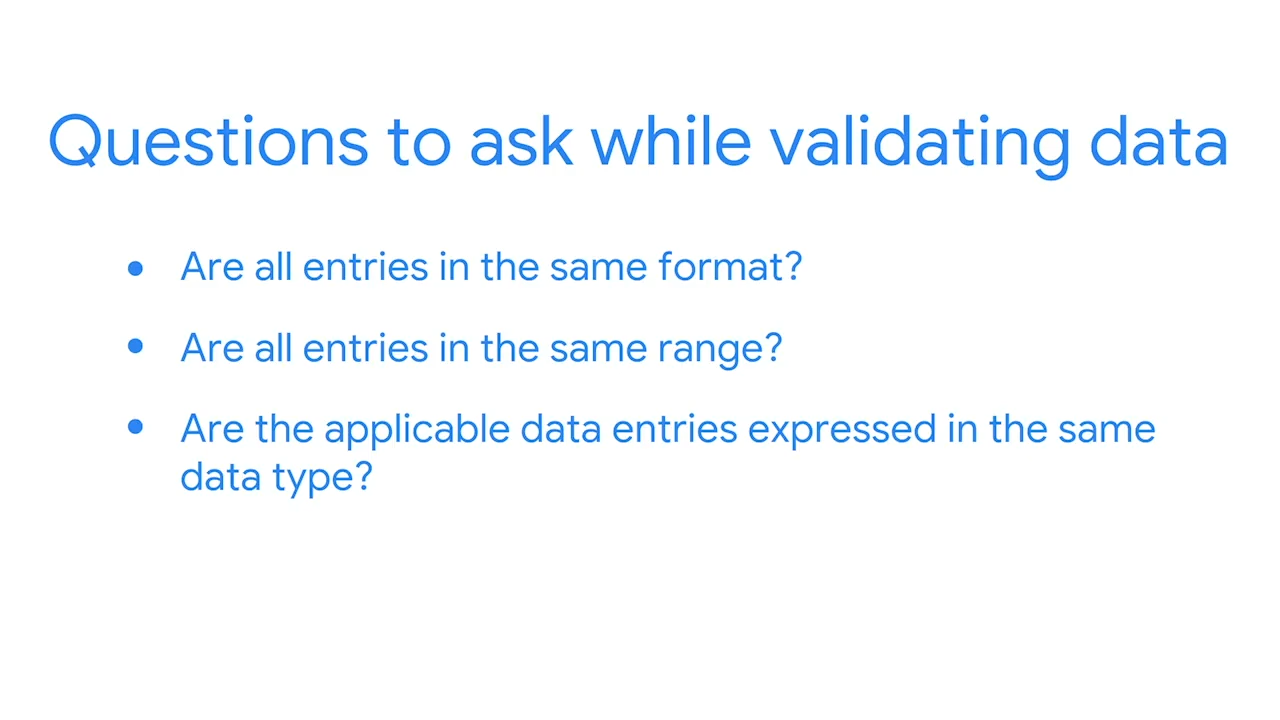 Questions to ask while validating data
• Are all entries in the same format?
• Are all entries in the same range?
• Are the applicable data entries expressed in the same
data type?